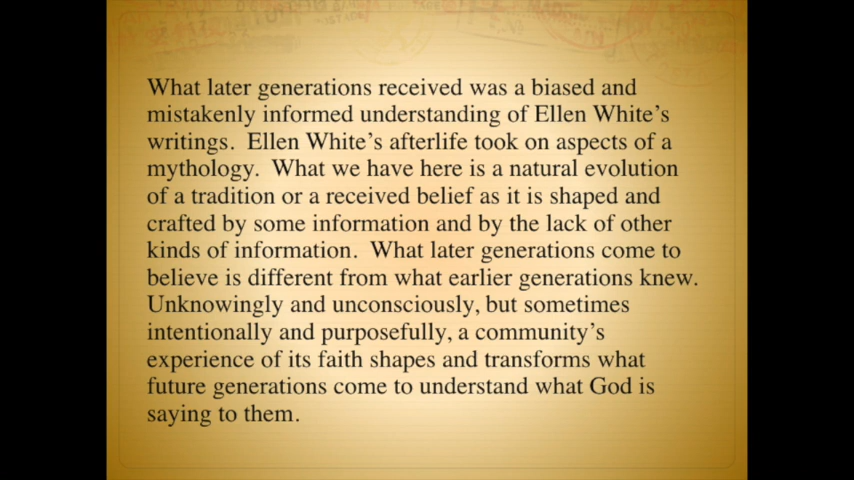 What later generations received was a biased and
mistakenly informed understanding of Ellen White's
writings.  Ellen White's afterlife took on aspects of a
mythology.  What we have here is a natural evolution
of a tradition or a received belief as it is shaped and
crafted by some information and by the lack of other
kinds of information.  What later generations come to
believe is different from what earlier generations knew.
Unknowingly and unconsciously, but sometimes
intentionally and purposefully, a community's
experience of its faith shapes and transforms what
future generations come to understand what God is
saying to them.